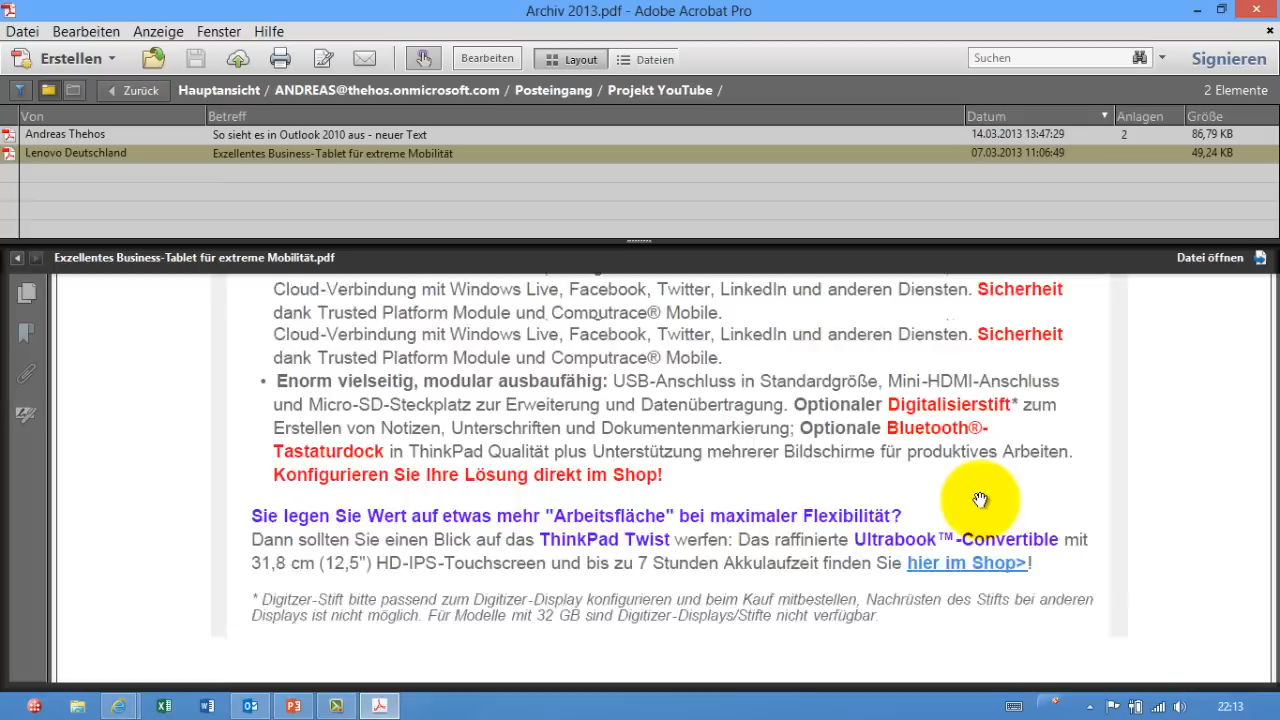 Archiv 2013.pdf - Adobe Acrobat Pro
Datei Bearbeiten Anzeige Fenster Hilfe
Erstellen Bearbeiten Layout Dateien Suchen Signieren
Zurück Hauptansicht / ANDREAS@thehos.onmicrosoft.com / Posteingang / Projekt YouTube / 2 Elemente
Von Betreff Datum Anlagen Größe
Andreas Thehos So sieht es in Outlook 2010 aus - neuer Text 14.03.2013 13:47:29 2 86,79 KB
Lenovo Deutschland Exzellentes Business-Tablet für extreme Mobilität 07.03.2013 11:06:49 49,24 KB
Exzellentes Business-Tablet für extreme Mobilität.pdf Datei öffnen
Cloud-Verbindung mit Windows Live, Facebook, Twitter, LinkedIn und anderen Diensten. Sicherheit
dank Trusted Platform Module und Computrace® Mobile.
Cloud-Verbindung mit Windows Live, Facebook, Twitter, LinkedIn und anderen Diensten. Sicherheit
dank Trusted Platform Module und Computrace® Mobile.
• Enorm vielseitig, modular ausbaufähig: USB-Anschluss in Standardgröße, Mini-HDMI-Anschluss
und Micro-SD-Steckplatz zur Erweiterung und Datenübertragung. Optionaler Digitalisierstift* zum
Erstellen von Notizen, Unterschriften und Dokumentenmarkierung; Optionale Bluetooth®-
Tastaturdock in ThinkPad Qualität plus Unterstützung mehrerer Bildschirme für produktives Arbeiten.
Konfigurieren Sie Ihre Lösung direkt im Shop!
Sie legen Sie Wert auf etwas mehr "Arbeitsfläche" bei maximaler Flexibilität?
Dann sollten Sie einen Blick auf das ThinkPad Twist werfen: Das raffinierte Ultrabook™-Convertible mit
31,8 cm (12,5") HD-IPS-Touchscreen und bis zu 7 Stunden Akkulaufzeit finden Sie hier im Shop>!
* Digitzer-Stift bitte passend zum Digitizer-Display konfigurieren und beim Kauf mitbestellen, Nachrüsten des Stifts bei anderen
Displays ist nicht möglich. Für Modelle mit 32 GB sind Digitizer-Displays/Stifte nicht verfügbar.
22:13